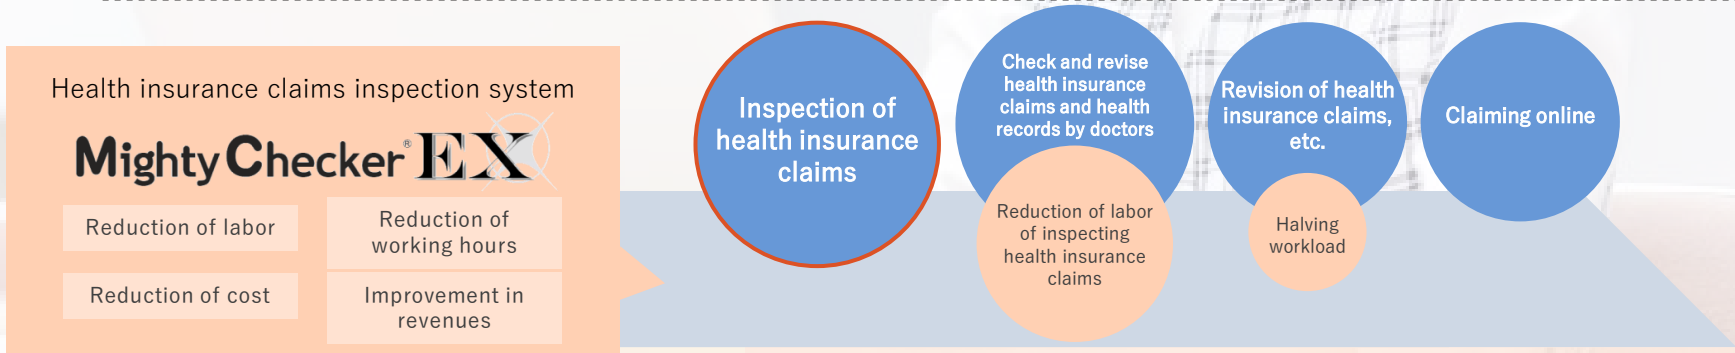 Health insurance claims inspection system
MightyChecker® EX
Reduction of labor
Reduction of
working hours
Reduction of cost
Improvement in
revenues
Inspection of
health insurance
claims
Check and revise
health insurance
claims and health
records by doctors
Reduction of labor
of inspecting
health insurance
claims
Revision of health
insurance claims,
etc.
Halving
workload
Claiming online